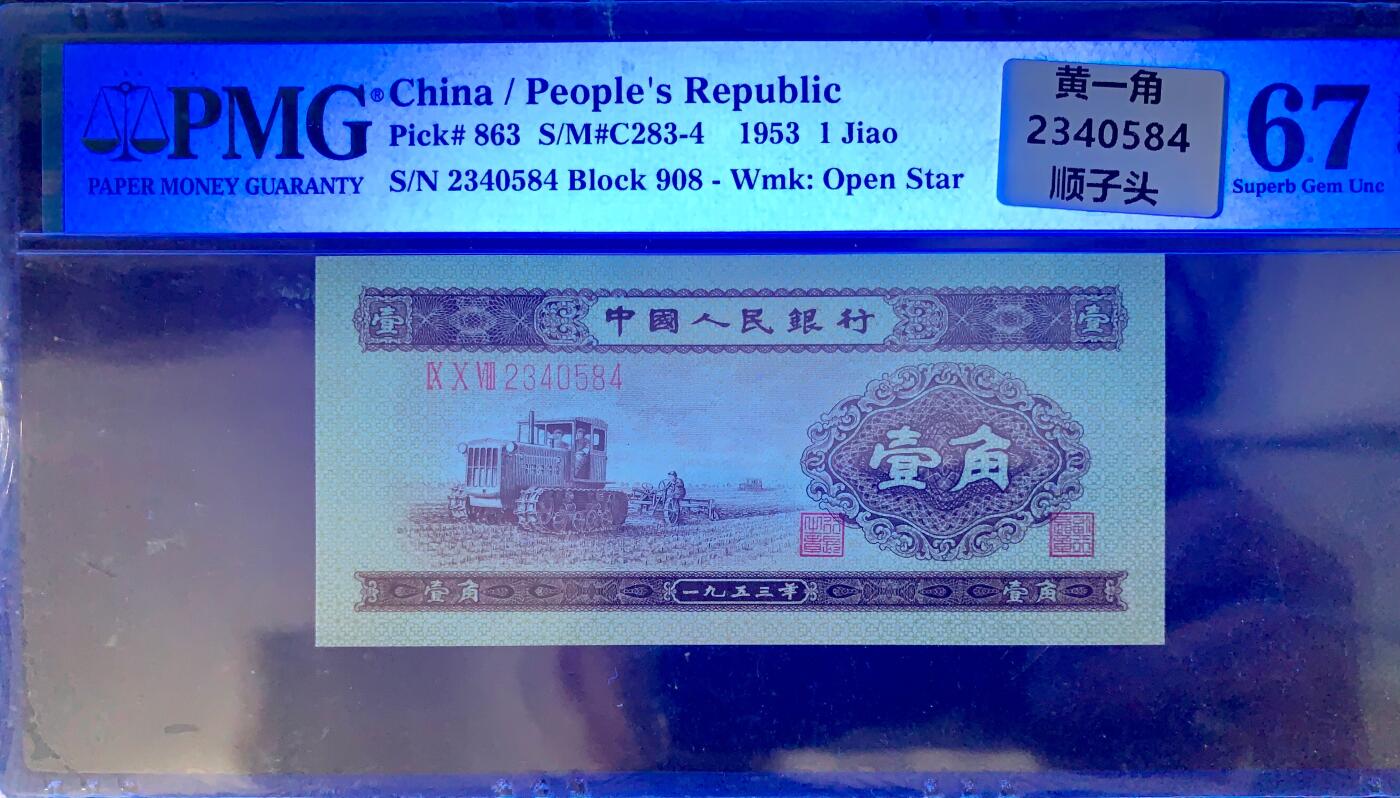 PMG®
PAPER MONEY GUARANTY
China / People's Republic
Pick# 863 S/M#C283-4 1953 1 Jiao
S/N 2340584 Block 908 - Wmk: Open Star
黄一角
2340584
顺子头
67
Superb Gem Unc
壹 中國人民銀行 壹
IX X VIII 2340584
壹角
壹角 一九五三年 壹角